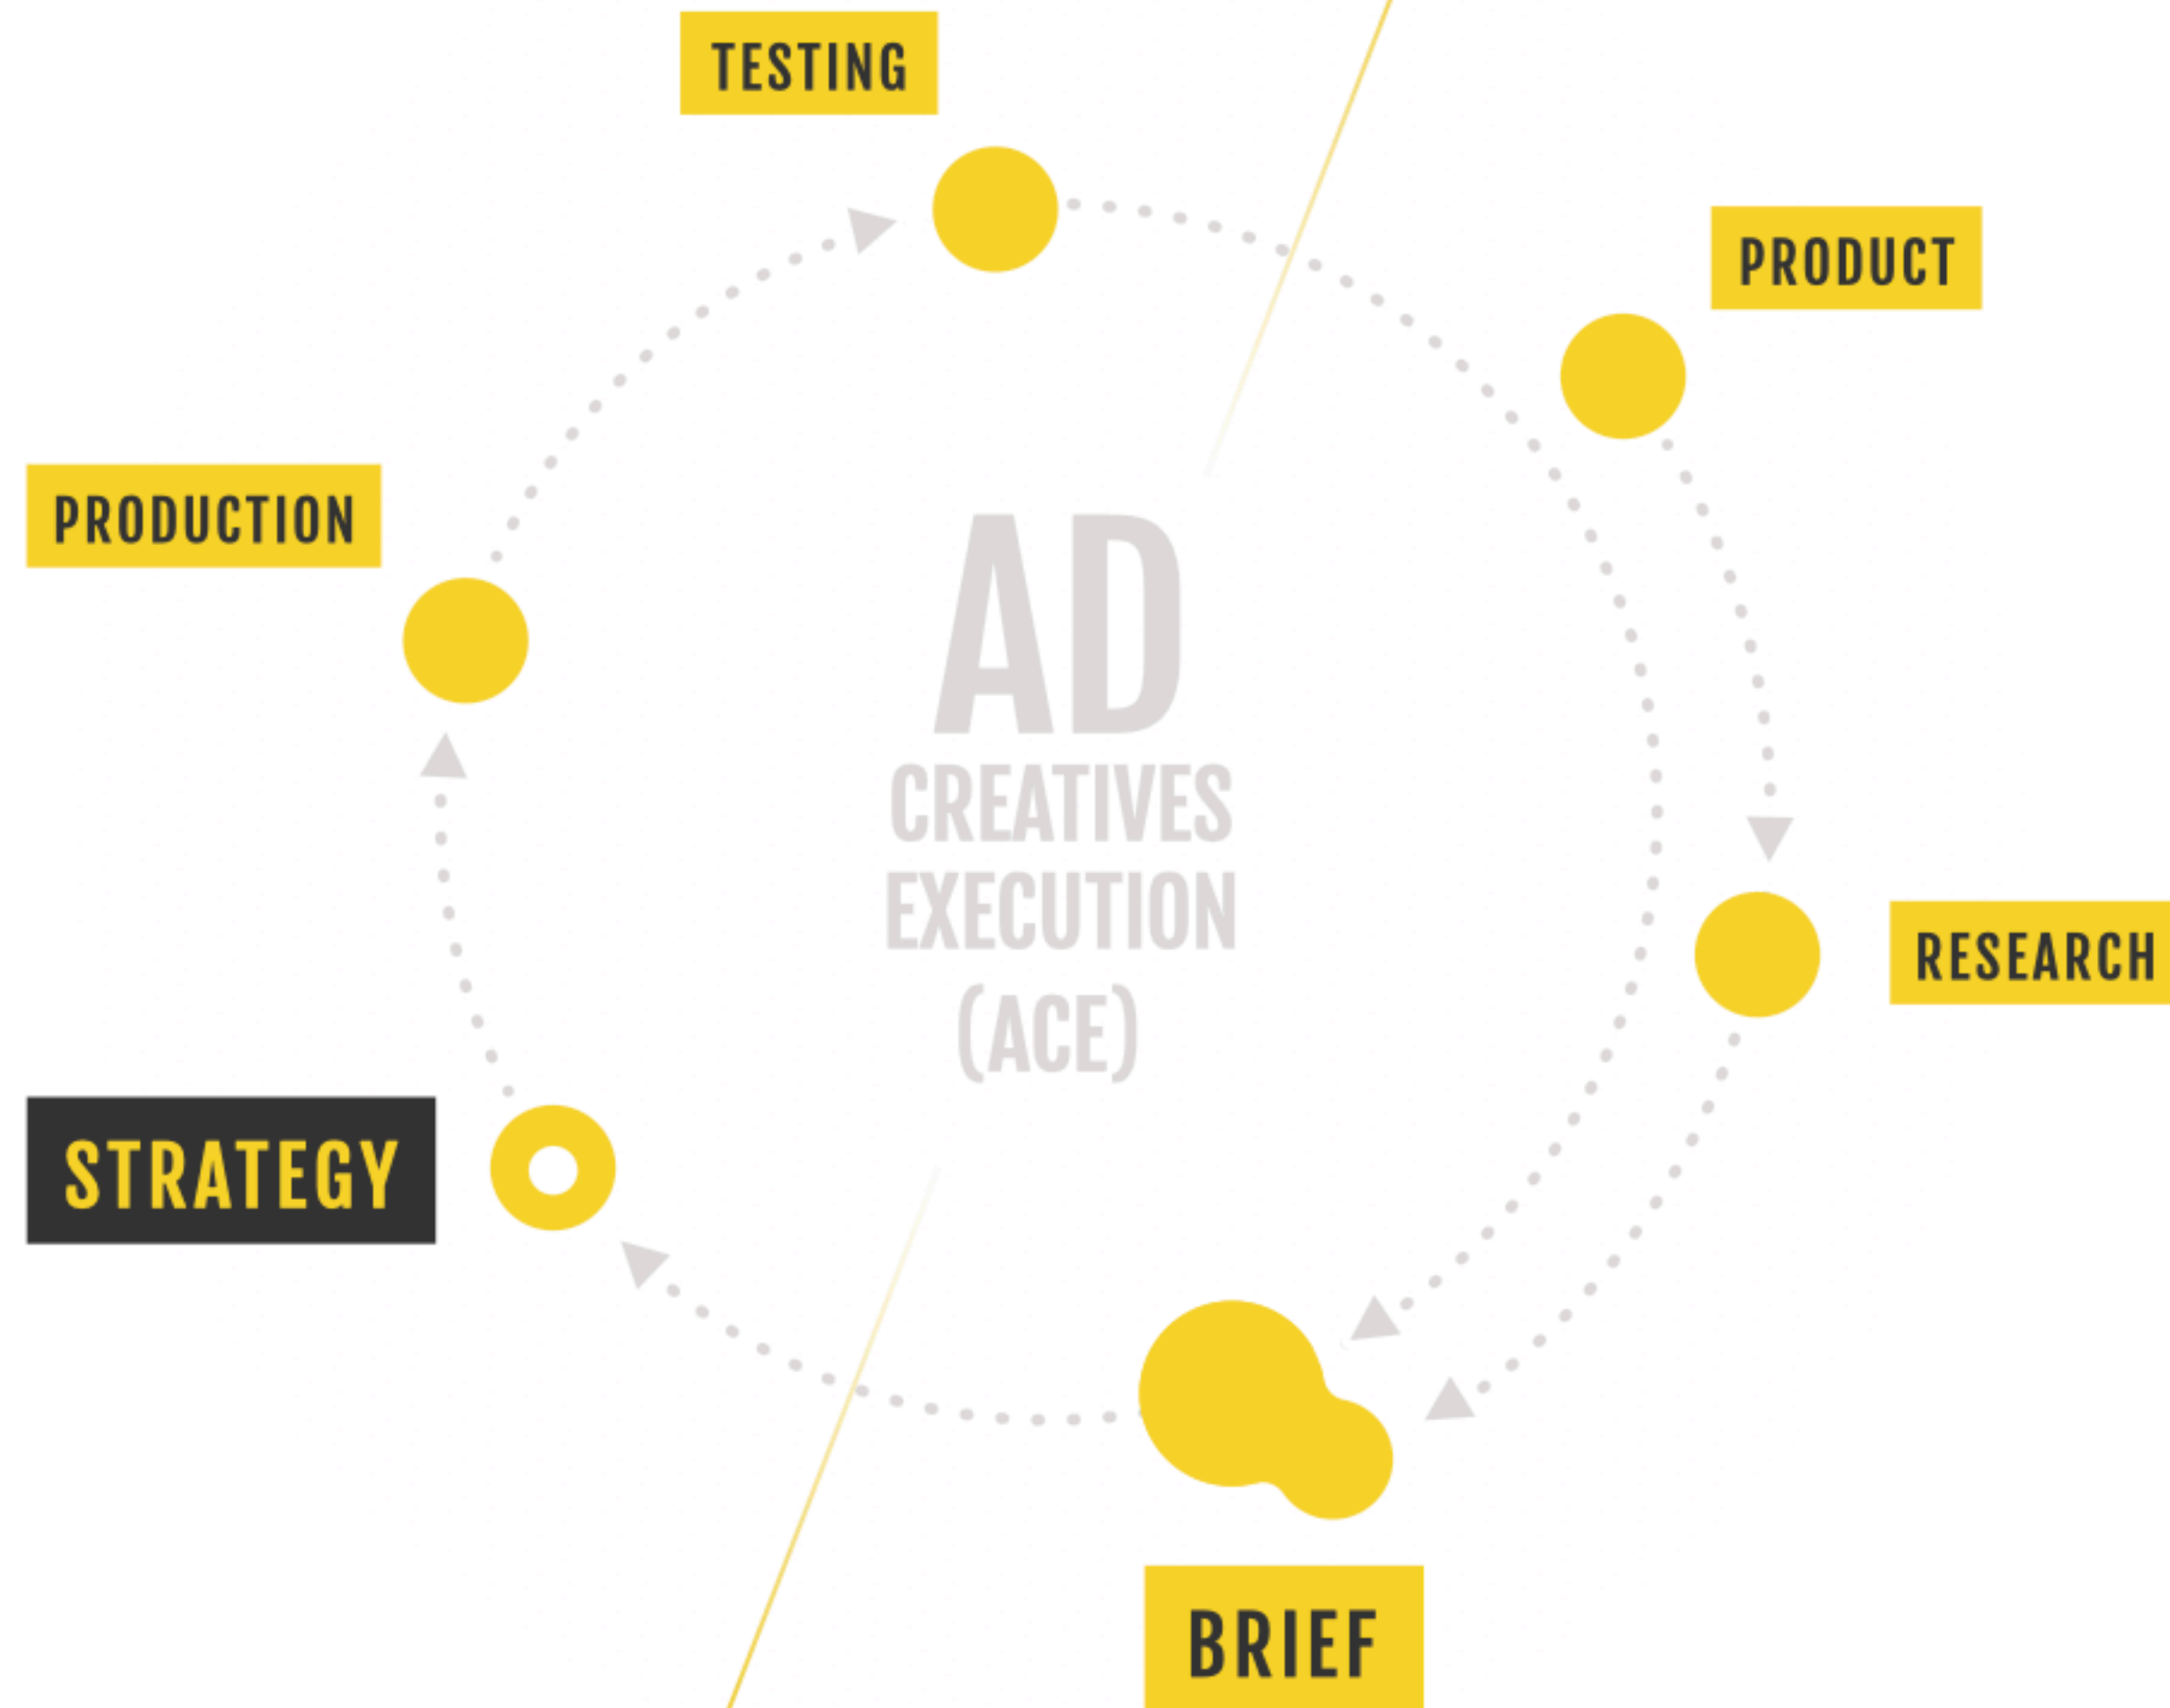 TESTING
PRODUCT
PRODUCTION
AD
CREATIVES
EXECUTION
(ACE)
RESEARCH
STRATEGY
BRIEF